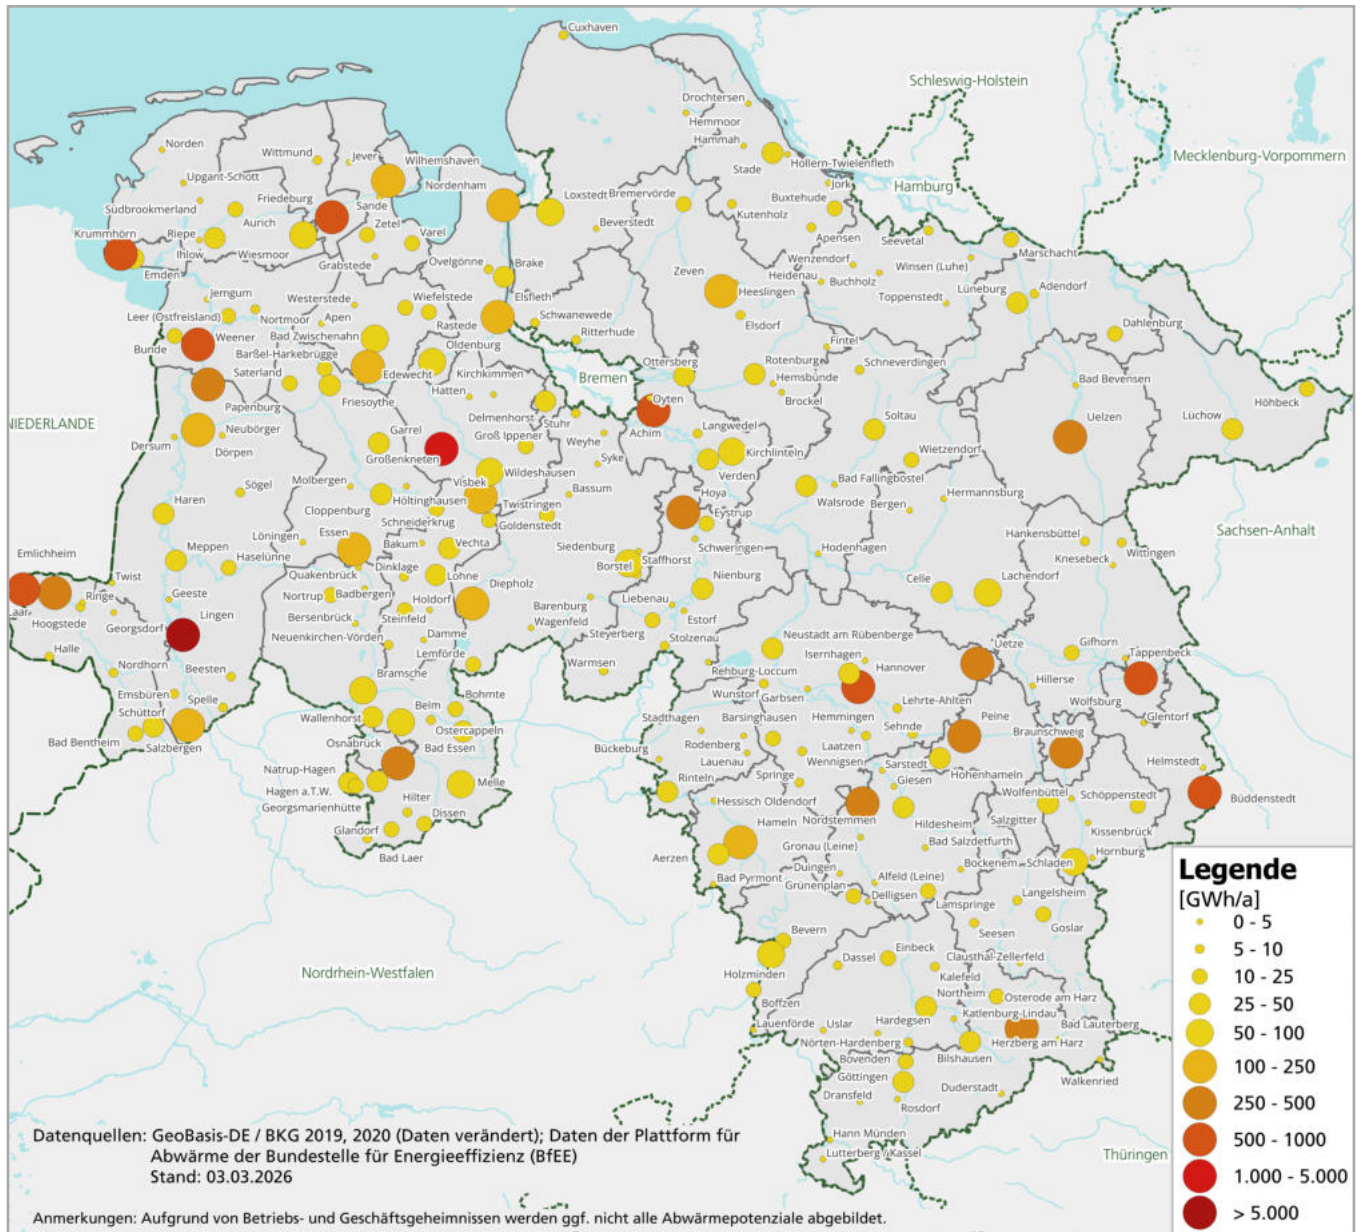 Cuxhaven
Schleswig-Holstein
Drochtersen
Hemmoor
Hammah
Mecklenburg-Vorpommern
Norden
Wittmund
Jever
Wilhemshaven
Stade
Hollern-Twielenfleth
Upgant-Schott
Nordenham
Loxstedt
Bremervörde
Jork
Hamburg
Friedeburg
Sande
Buxtehude
Südbrookmerland
Kutenholz
Aurich
Zetel
Varel
Beverstedt
Krummhörn
Riepe
Apensen
Seevetal
Ihlow
Wiesmoor
Marschacht
Grabstede
Ovelgönne
Brake
Wenzendorf
Winsen (Luhe)
Emden
Zeven
Heidenau
Heeslingen
Buchholz
Adendorf
Jemgum
Westerstede
Wiefelstede
Elsfleth
Toppenstedt
Lüneburg
Leer (Ostfreisland)
Nortmoor
Apen
Schwanewede
Elsdorf
Rastede
Ritterhude
Dahlenburg
Weener
Bad Zwischenahn
Fintel
Bunde
Barßel-Harkebrügge
Oldenburg
Ottersberg
Rotenburg
Schneverdingen
Saterland
Edewecht
Kirchkimmen
Bremen
Hemsbünde
Bad Bevensen
Hatten
Brockel
Höhbeck
Papenburg
Friesoythe
Delmenhorst
Oyten
Soltau
Uelzen
Lüchow
NIEDERLANDE
Neubörger
Garrel
Groß Ippener
Stuhr
Weyhe
Achim
Langwedel
Dersum
Dörpen
Großenkneten
Syke
Kirchlinteln
Wietzendorf
Sögel
Molbergen
Visbek
Wildeshausen
Bassum
Verden
Bad Fallingbostel
Haren
Cloppenburg
Höltinghausen
Twistringen
Hoya
Walsrode
Bergen
Hermannsburg
Schneiderkrug
Goldenstedt
Eystrup
Sachsen-Anhalt
Löningen
Essen
Bakum
Vechta
Siedenburg
Schweringen
Hankensbüttel
Emlichheim
Meppen
Haselünne
Borstel
Staffhorst
Hodenhagen
Knesebeck
Wittingen
Quakenbrück
Dinklage
Lohne
Diepholz
Nienburg
Celle
Lachendorf
Twist
Ringe
Geeste
Nortrup
Badbergen
Holdorf
Barenburg
Liebenau
Laar
Hoogstede
Georgsdorf
Lingen
Bersenbrück
Steinfeld
Wagenfeld
Estorf
Neuenkirchen-Vörden
Damme
Steyerberg
Stolzenau
Neustadt am Rübenberge
Uetze
Gifhorn
Halle
Lemförde
Isernhagen
Hannover
Tappenbeck
Nordhorn
Beesten
Bramsche
Warmsen
Rehburg-Loccum
Hillerse
Emsbüren
Spelle
Bohmte
Wunstorf
Garbsen
Lehrte-Ahlten
Wolfsburg
Schüttorf
Wallenhorst
Belm
Stadthagen
Barsinghausen
Hemmingen
Sehnde
Peine
Braunschweig
Glentorf
Bad Bentheim
Salzbergen
Osnabrück
Ostercappeln
Bad Essen
Bückeburg
Rodenberg
Laatzen
Wennigsen
Lauenau
Sarstedt
Helmstedt
Natrup-Hagen
Melle
Rinteln
Springe
Giesen
Hohenhameln
Hagen a.T.W.
Wolfenbüttel
Schöppenstedt
Büddenstedt
Georgsmarienhütte
Hilter
Hessisch Oldendorf
Dissen
Hameln
Nordstemmen
Hildesheim
Salzgitter
Kissenbrück
Glandorf
Gronau (Leine)
Bad Salzdetfurth
Hornburg
Bad Laer
Aerzen
Bockenem
Schladen
Duingen
Bad Pyrmont
Grünenplan
Alfeld (Leine)
Delligsen
Lamspringe
Langelsheim
Goslar
Seesen
Bevern
Einbeck
Dassel
Clausthal-Zellerfeld
Nordrhein-Westfalen
Holzminden
Kalefeld
Northeim
Osterode am Harz
Boffzen
Katlenburg-Lindau
Lauenförde
Uslar
Hardegsen
Bad Lauterberg
Nörten-Hardenberg
Herzberg am Harz
Bovenden
Bilshausen
Göttingen
Walkenried
Dransfeld
Duderstadt
Rosdorf
Hann Münden
Lutterberg / Kassel
Thüringen
Legende
[GWh/a]
0 - 5
5 - 10
10 - 25
25 - 50
50 - 100
100 - 250
250 - 500
500 - 1000
1.000 - 5.000
> 5.000
Datenquellen: GeoBasis-DE / BKG 2019, 2020 (Daten verändert); Daten der Plattform für
Abwärme der Bundestelle für Energieeffizienz (BfEE)
Stand: 03.03.2026
Anmerkungen: Aufgrund von Betriebs- und Geschäftsgeheimnissen werden ggf. nicht alle Abwärmepotenziale abgebildet.